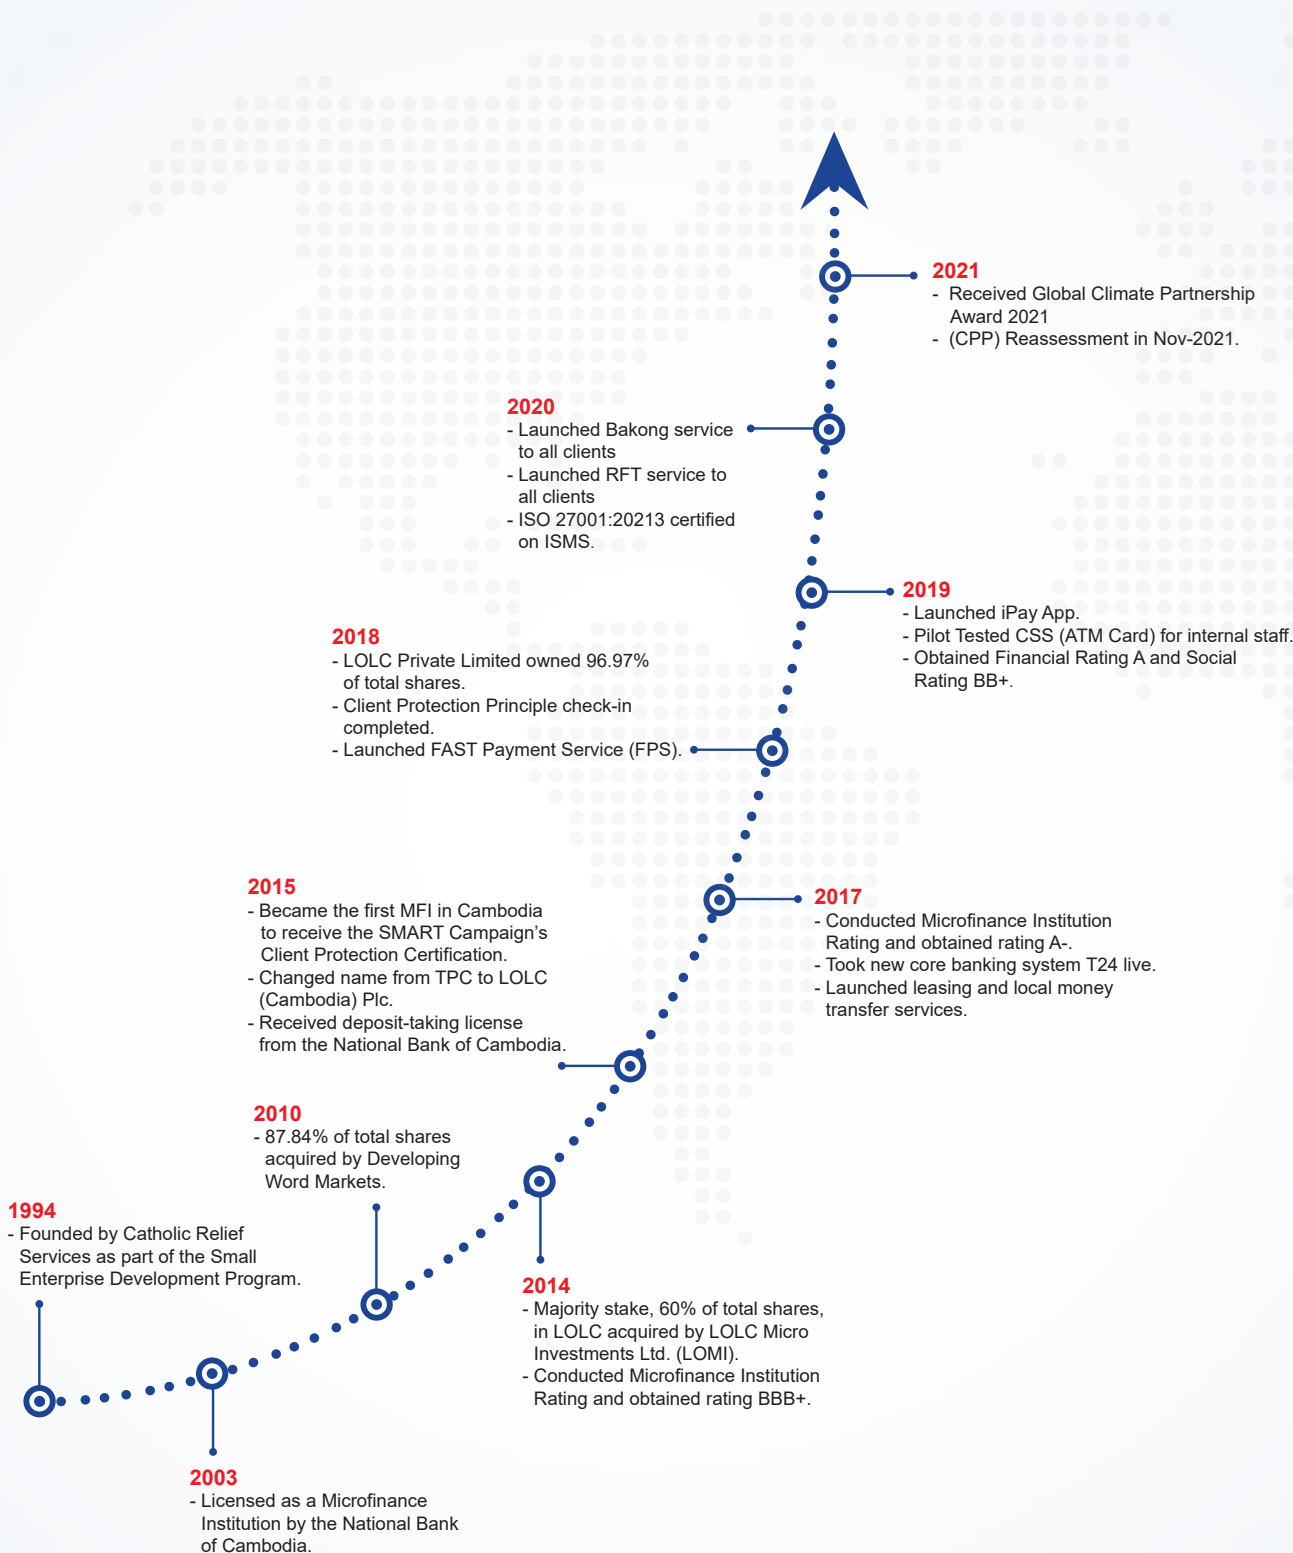 2021
- Received Global Climate Partnership
Award 2021
- (CPP) Reassessment in Nov-2021.
2020
- Launched Bakong service
to all clients
- Launched RFT service to
all clients
- ISO 27001:20213 certified
on ISMS.
2019
- Launched iPay App.
- Pilot Tested CSS (ATM Card) for internal staff.
- Obtained Financial Rating A and Social
Rating BB+.
2018
- LOLC Private Limited owned 96.97%
of total shares.
- Client Protection Principle check-in
completed.
- Launched FAST Payment Service (FPS).
2017
- Conducted Microfinance Institution
Rating and obtained rating A-.
- Took new core banking system T24 live.
- Launched leasing and local money
transfer services.
2015
- Became the first MFI in Cambodia
to receive the SMART Campaign’s
Client Protection Certification.
- Changed name from TPC to LOLC
(Cambodia) Plc.
- Received deposit-taking license
from the National Bank of Cambodia.
2010
- 87.84% of total shares
acquired by Developing
Word Markets.
1994
- Founded by Catholic Relief
Services as part of the Small
Enterprise Development Program.
2014
- Majority stake, 60% of total shares,
in LOLC acquired by LOLC Micro
Investments Ltd. (LOMI).
- Conducted Microfinance Institution
Rating and obtained rating BBB+.
2003
- Licensed as a Microfinance
Institution by the National Bank
of Cambodia.